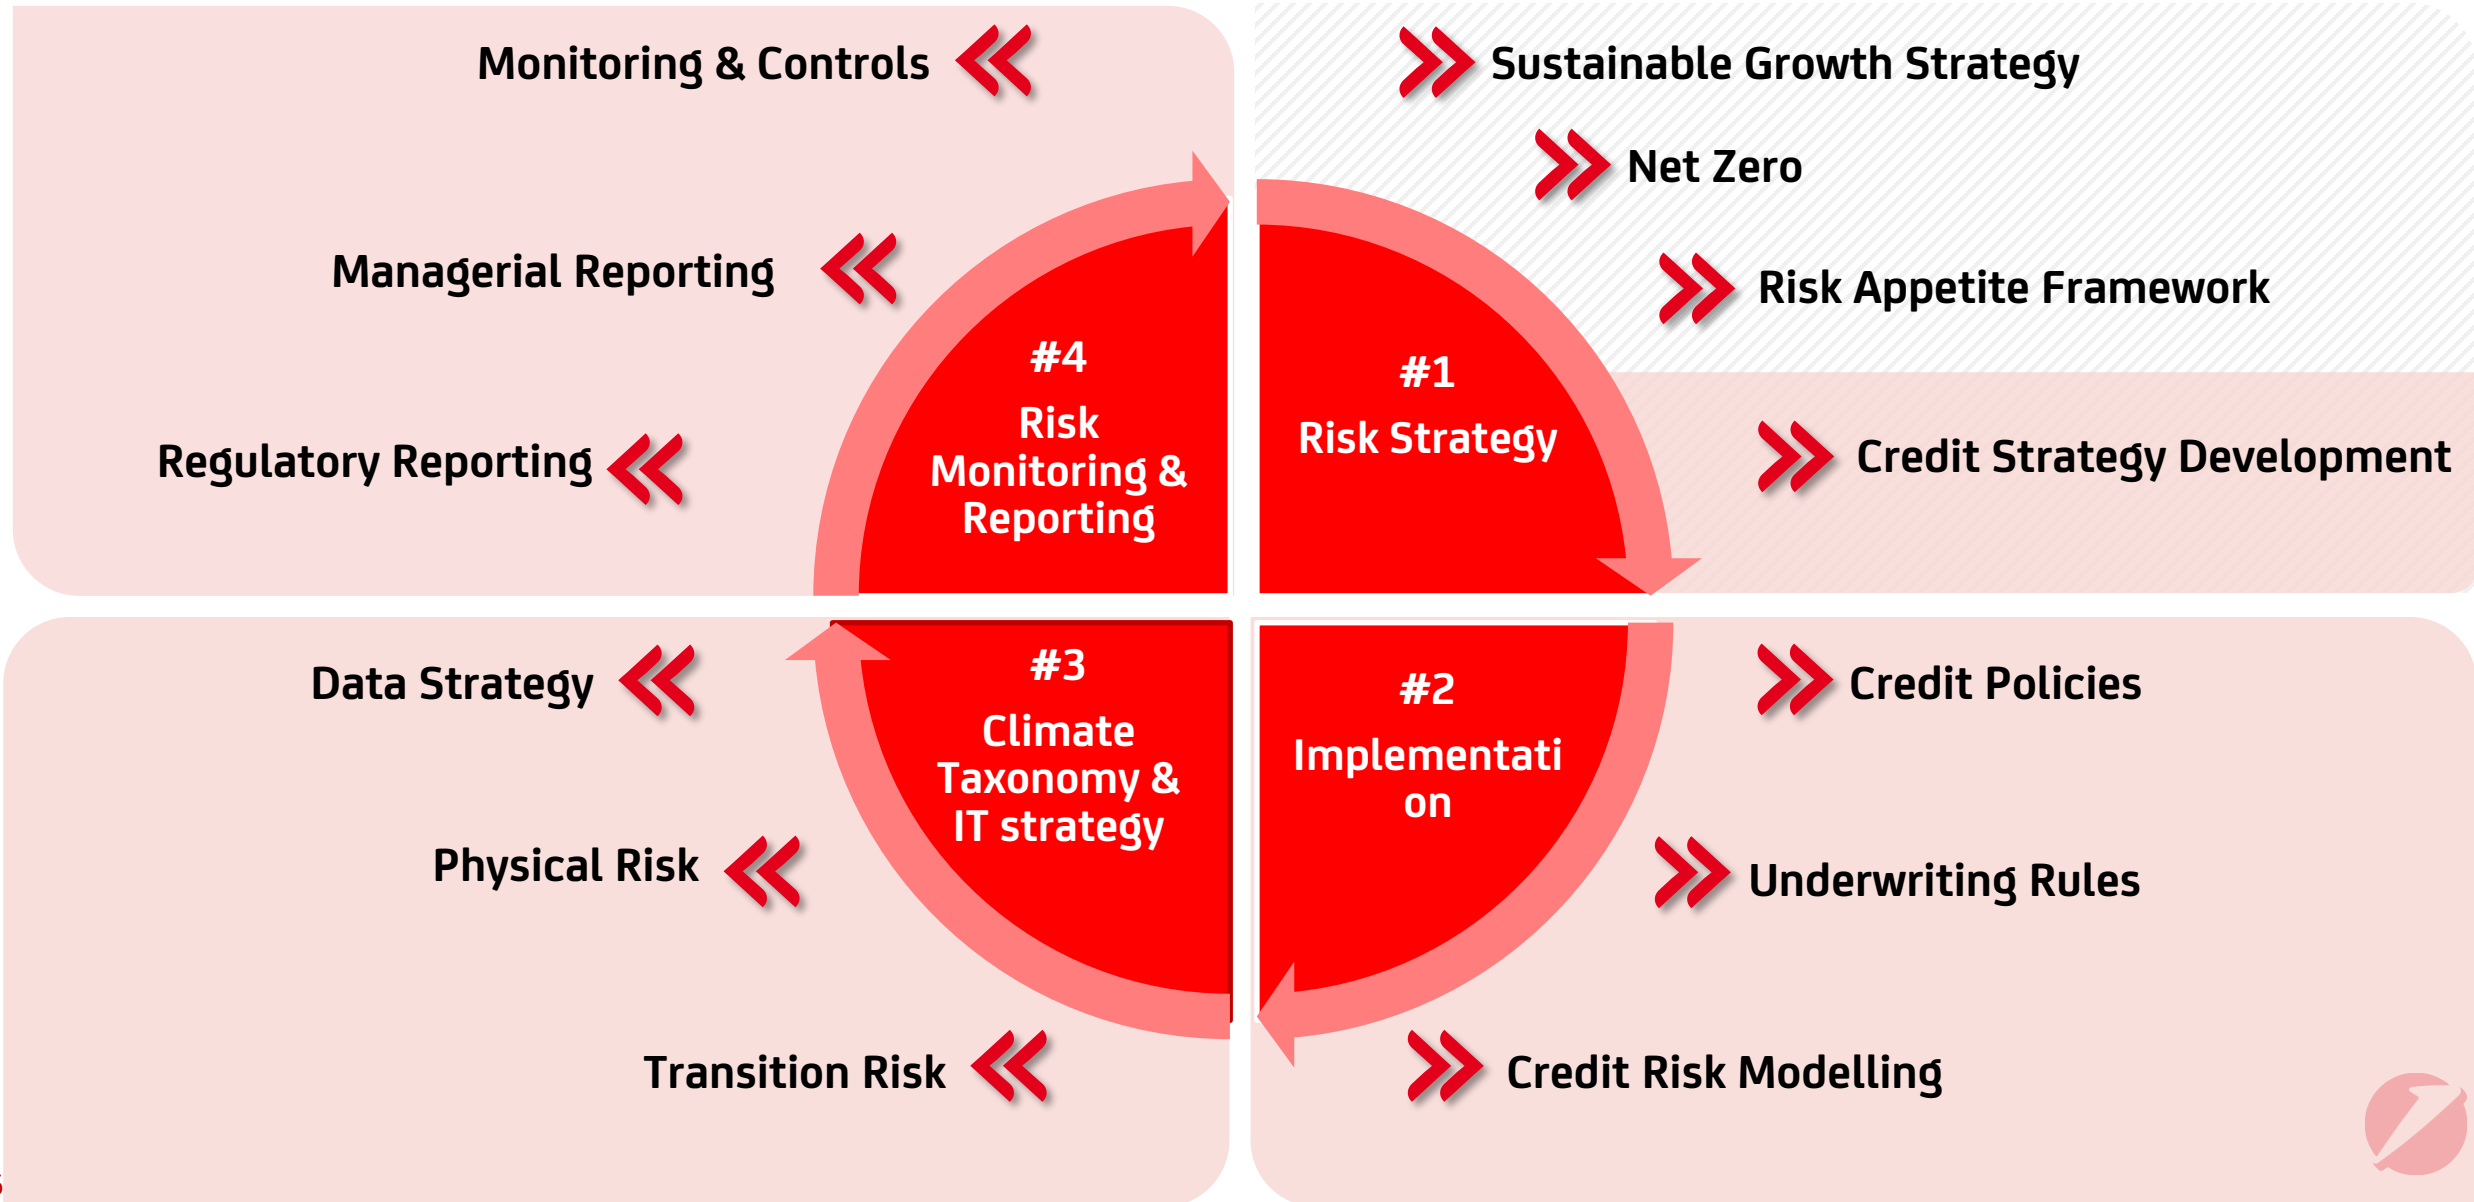 Monitoring & Controls
Managerial Reporting
Regulatory Reporting
#4
Risk
Monitoring &
Reporting
Sustainable Growth Strategy
Net Zero
Risk Appetite Framework
Credit Strategy Development
#1
Risk Strategy
Data Strategy
Physical Risk
Transition Risk
#3
Climate
Taxonomy &
IT strategy
#2
Implementati
on
Credit Policies
Underwriting Rules
Credit Risk Modelling